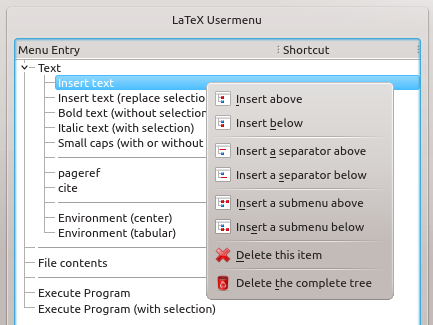 LaTeX Usermenu
Menu Entry Shortcut
Text
Insert text
Insert text (replace selectio
Bold text (without selection)
Italic text (with selection)
Small caps (with or without
pageref
cite
Environment (center)
Environment (tabular)
File contents
Execute Program
Execute Program (with selection)
Insert above
Insert below
Insert a separator above
Insert a separator below
Insert a submenu above
Insert a submenu below
Delete this item
Delete the complete tree